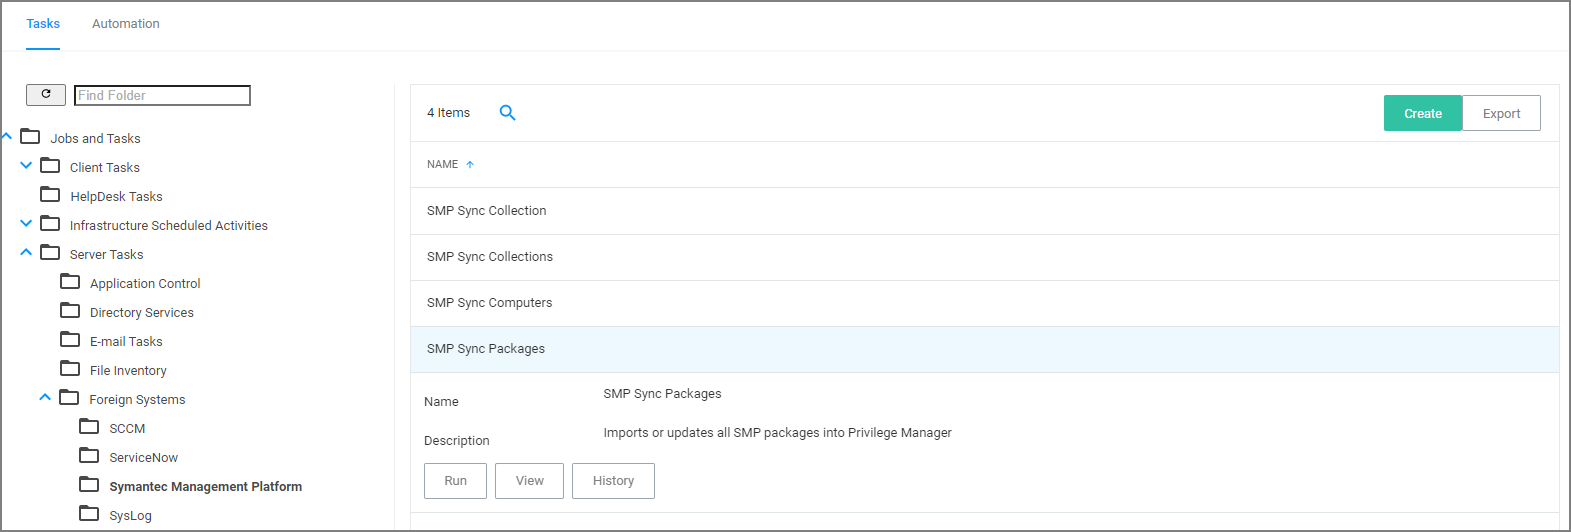 Tasks Automation
Find Folder
Jobs and Tasks
Client Tasks
HelpDesk Tasks
Infrastructure Scheduled Activities
Server Tasks
Application Control
Directory Services
E-mail Tasks
File Inventory
Foreign Systems
SCCM
ServiceNow
Symantec Management Platform
SysLog
4 Items Create Export
NAME
SMP Sync Collection
SMP Sync Collections
SMP Sync Computers
SMP Sync Packages
Name SMP Sync Packages
Description Imports or updates all SMP packages into Privilege Manager
Run View History